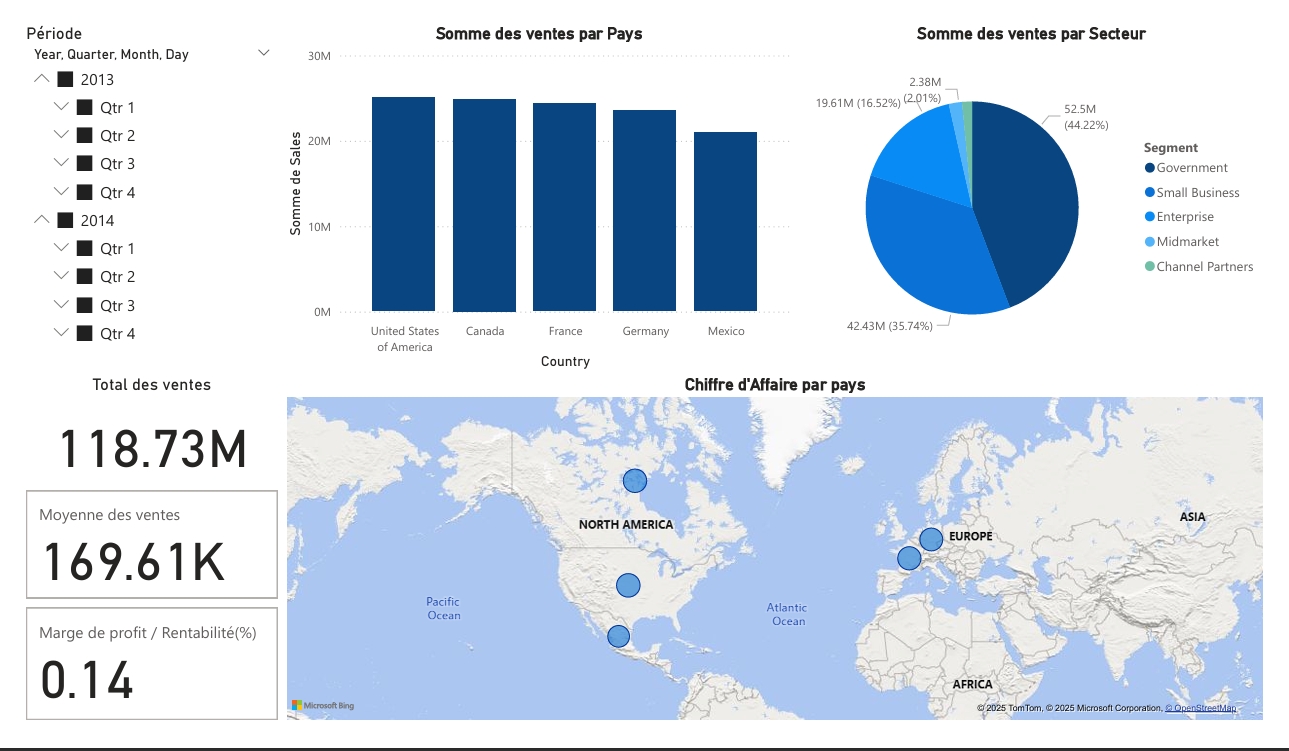 Période
Year, Quarter, Month, Day
2013
Qtr 1
Qtr 2
Qtr 3
Qtr 4
2014
Qtr 1
Qtr 2
Qtr 3
Qtr 4
Somme des ventes par Pays
Somme de Sales
30M
20M
10M
0M
United States
of America
Canada
France
Germany
Mexico
Country
Somme des ventes par Secteur
2.38M
(2.01%)
19.61M (16.52%)
52.5M
(44.22%)
42.43M (35.74%)
Segment
Government
Small Business
Enterprise
Midmarket
Channel Partners
Total des ventes
118.73M
Moyenne des ventes
169.61K
Marge de profit / Rentabilité(%)
0.14
Chiffre d'Affaire par pays
NORTH AMERICA
EUROPE
ASIA
Pacific
Ocean
Atlantic
Ocean
AFRICA
Microsoft Bing
© 2025 TomTom, © 2025 Microsoft Corporation, © OpenStreetMap